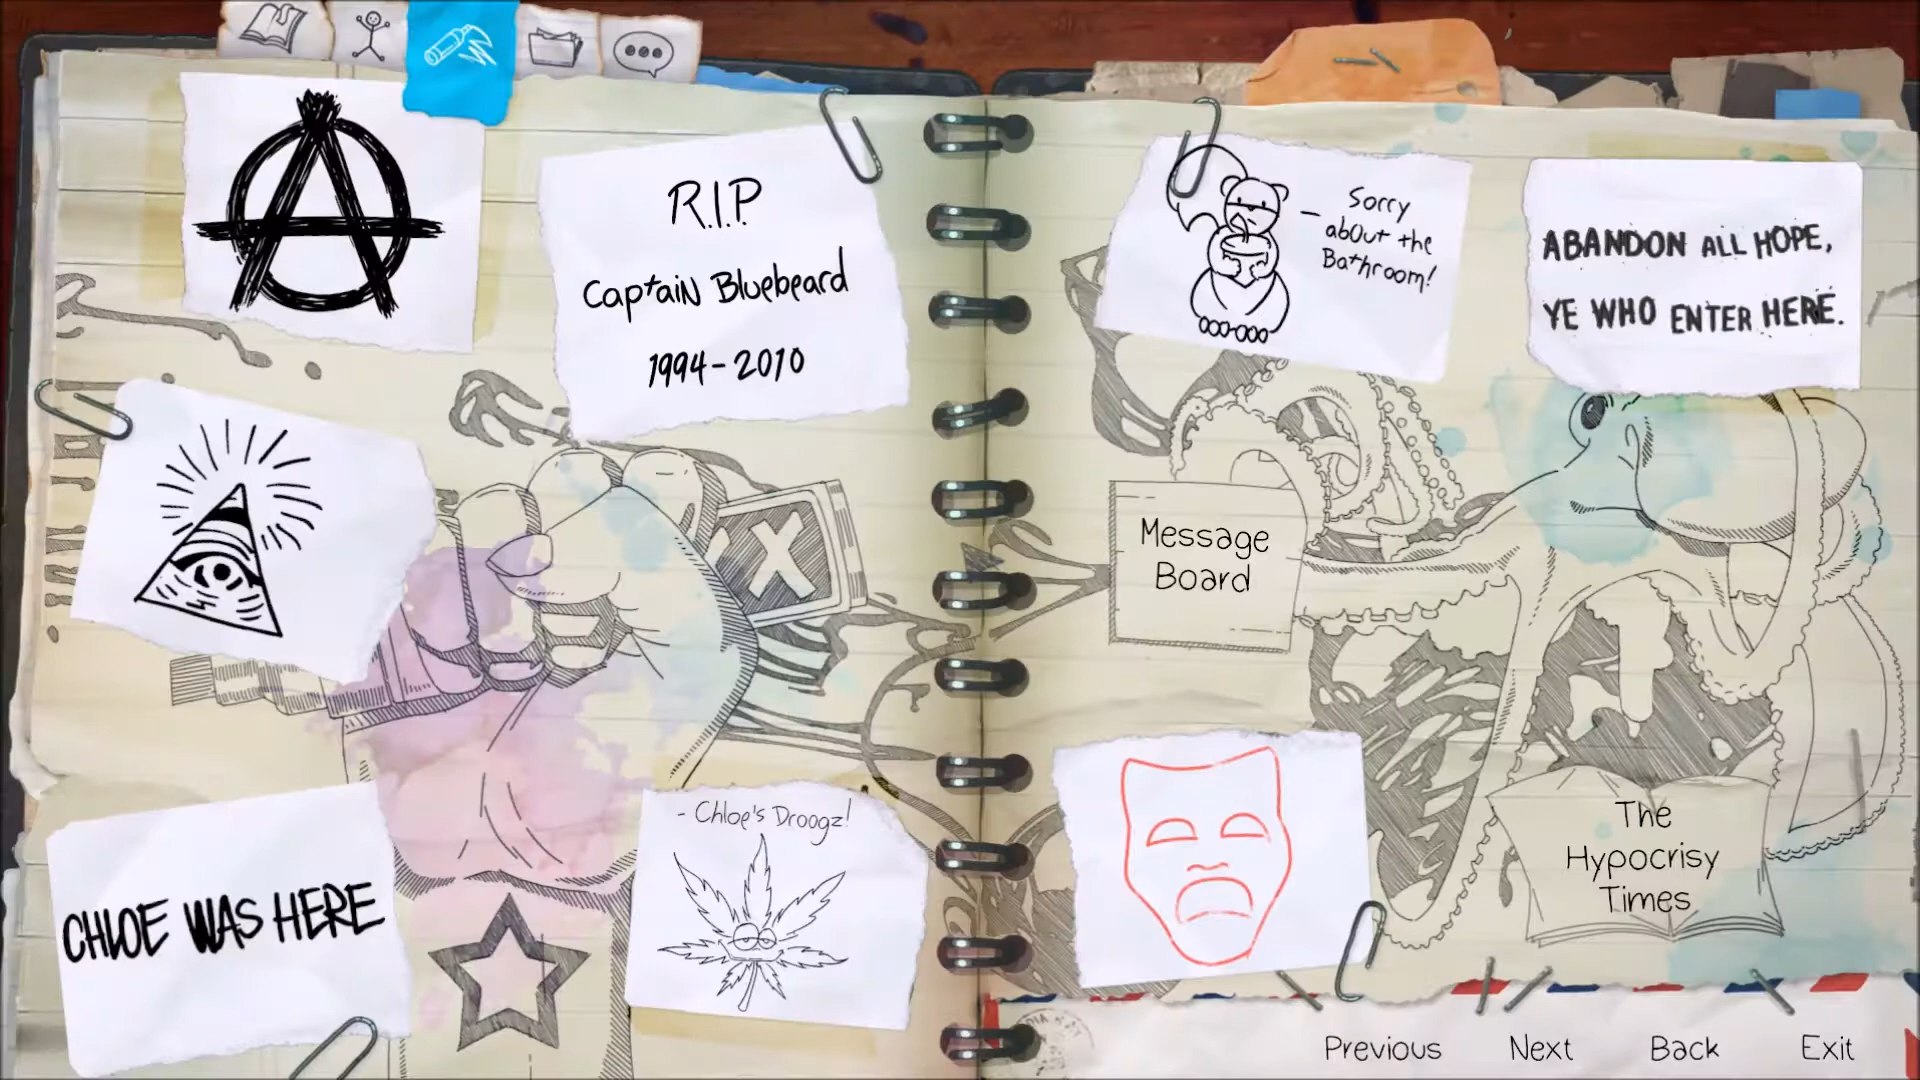 R.I.P
Captain Bluebeard
1994-2010
CHLOE WAS HERE
- Chloe's Droogz!
Sorry
about the
Bathroom!
ABANDON ALL HOPE,
YE WHO ENTER HERE.
Message
Board
The
Hypocrisy
Times
Previous
Next
Back
Exit